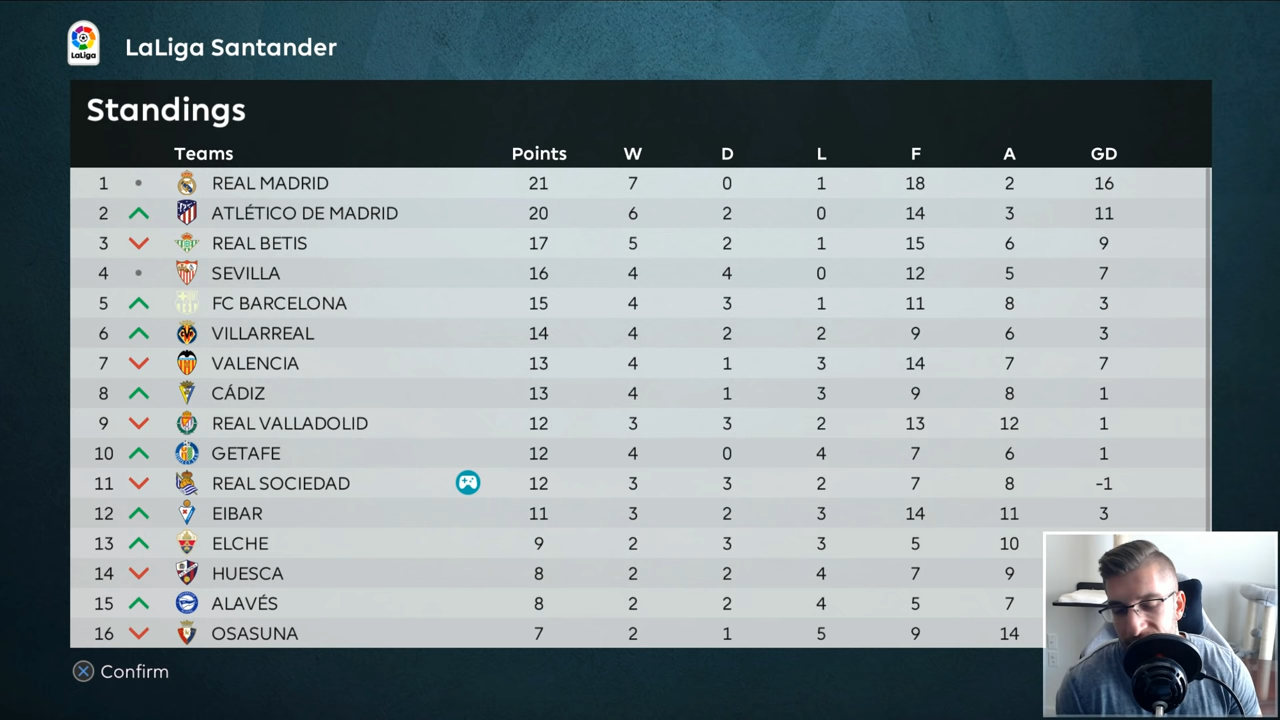 LaLiga
LaLiga Santander
Standings
Teams Points W D L F A GD
1 REAL MADRID 21 7 0 1 18 2 16
2 ATLÉTICO DE MADRID 20 6 2 0 14 3 11
3 REAL BETIS 17 5 2 1 15 6 9
4 SEVILLA 16 4 4 0 12 5 7
5 FC BARCELONA 15 4 3 1 11 8 3
6 VILLARREAL 14 4 2 2 9 6 3
7 VALENCIA 13 4 1 3 14 7 7
8 CÁDIZ 13 4 1 3 9 8 1
9 REAL VALLADOLID 12 3 3 2 13 12 1
10 GETAFE 12 4 0 4 7 6 1
11 REAL SOCIEDAD 12 3 3 2 7 8 -1
12 EIBAR 11 3 2 3 14 11 3
13 ELCHE 9 2 3 3 5 10
14 HUESCA 8 2 2 4 7 9
15 ALAVÉS 8 2 2 4 5 7
16 OSASUNA 7 2 1 5 9 14
Confirm